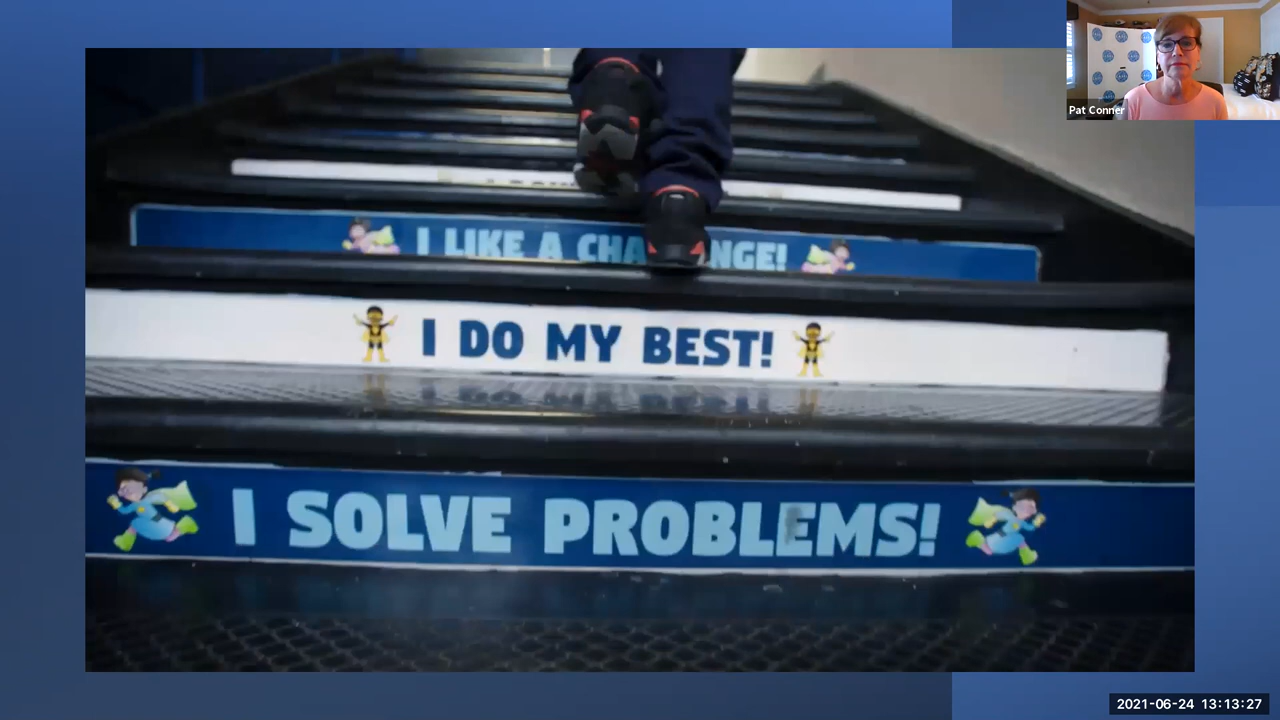 Pat Conner
I LIKE A CHA NGE!
I DO MY BEST!
I SOLVE PROBLEMS!
2021-06-24 13:13:27